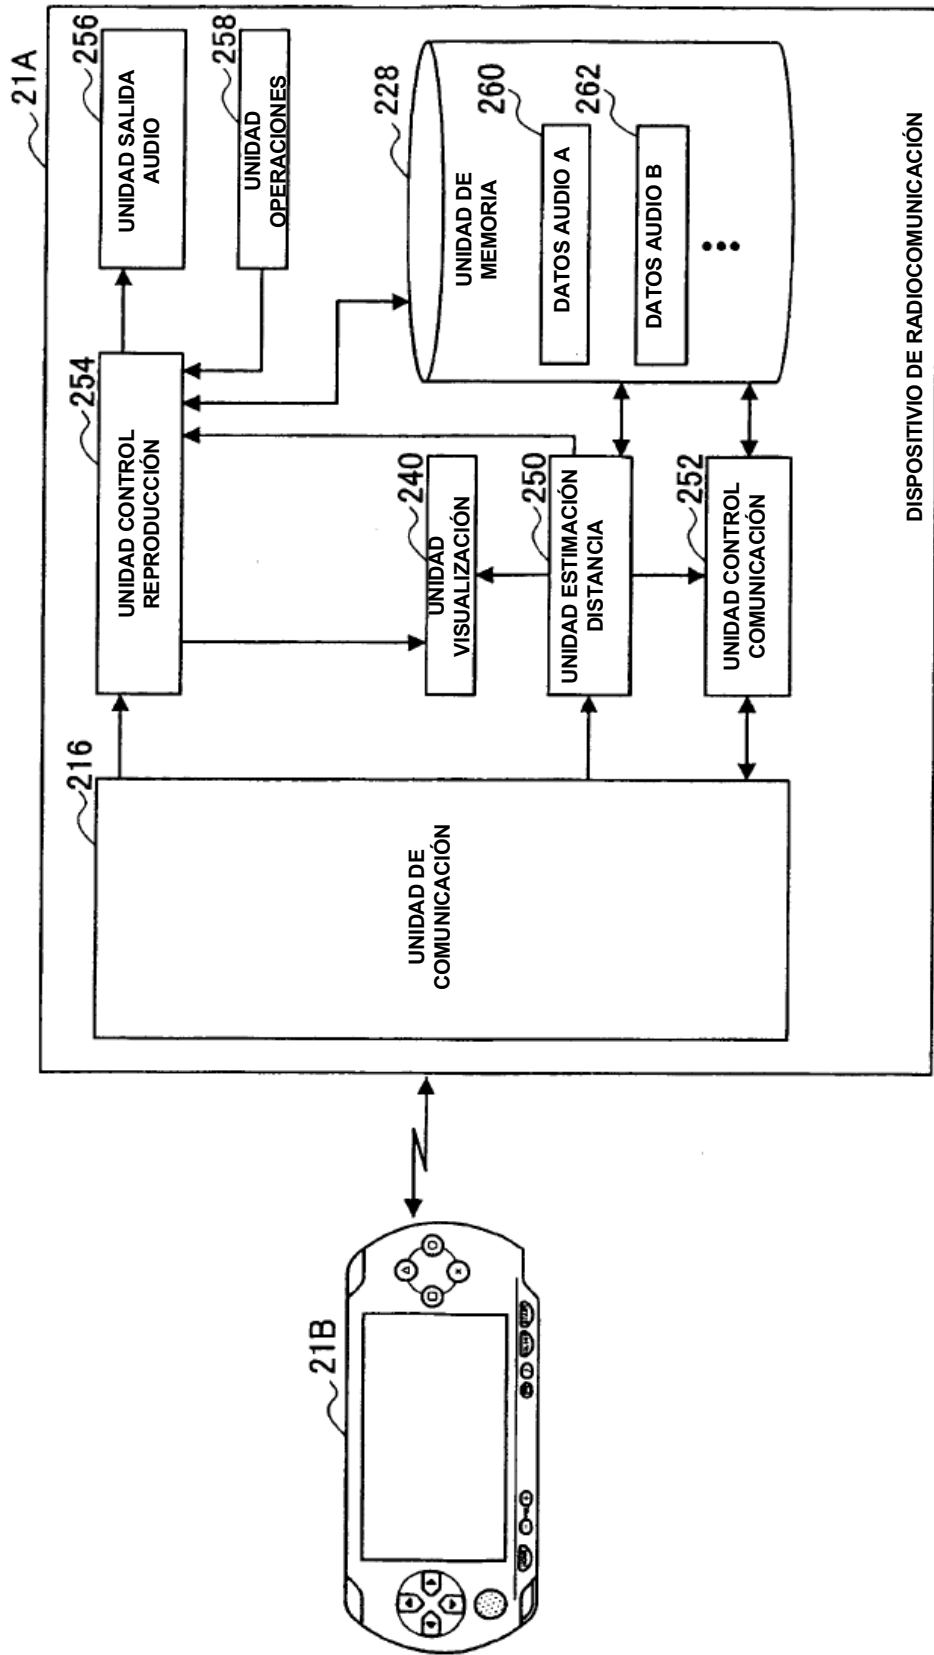 21A
216
UNIDAD DE
COMUNICACIÓN
254
UNIDAD CONTROL
REPRODUCCIÓN
256
UNIDAD SALIDA
AUDIO
258
UNIDAD
OPERACIONES
240
UNIDAD
VISUALIZACIÓN
250
UNIDAD ESTIMACIÓN
DISTANCIA
252
UNIDAD CONTROL
COMUNICACIÓN
228
UNIDAD DE
MEMORIA
260
DATOS AUDIO A
262
DATOS AUDIO B
21B
DISPOSITIVO DE RADIOCOMUNICACIÓN